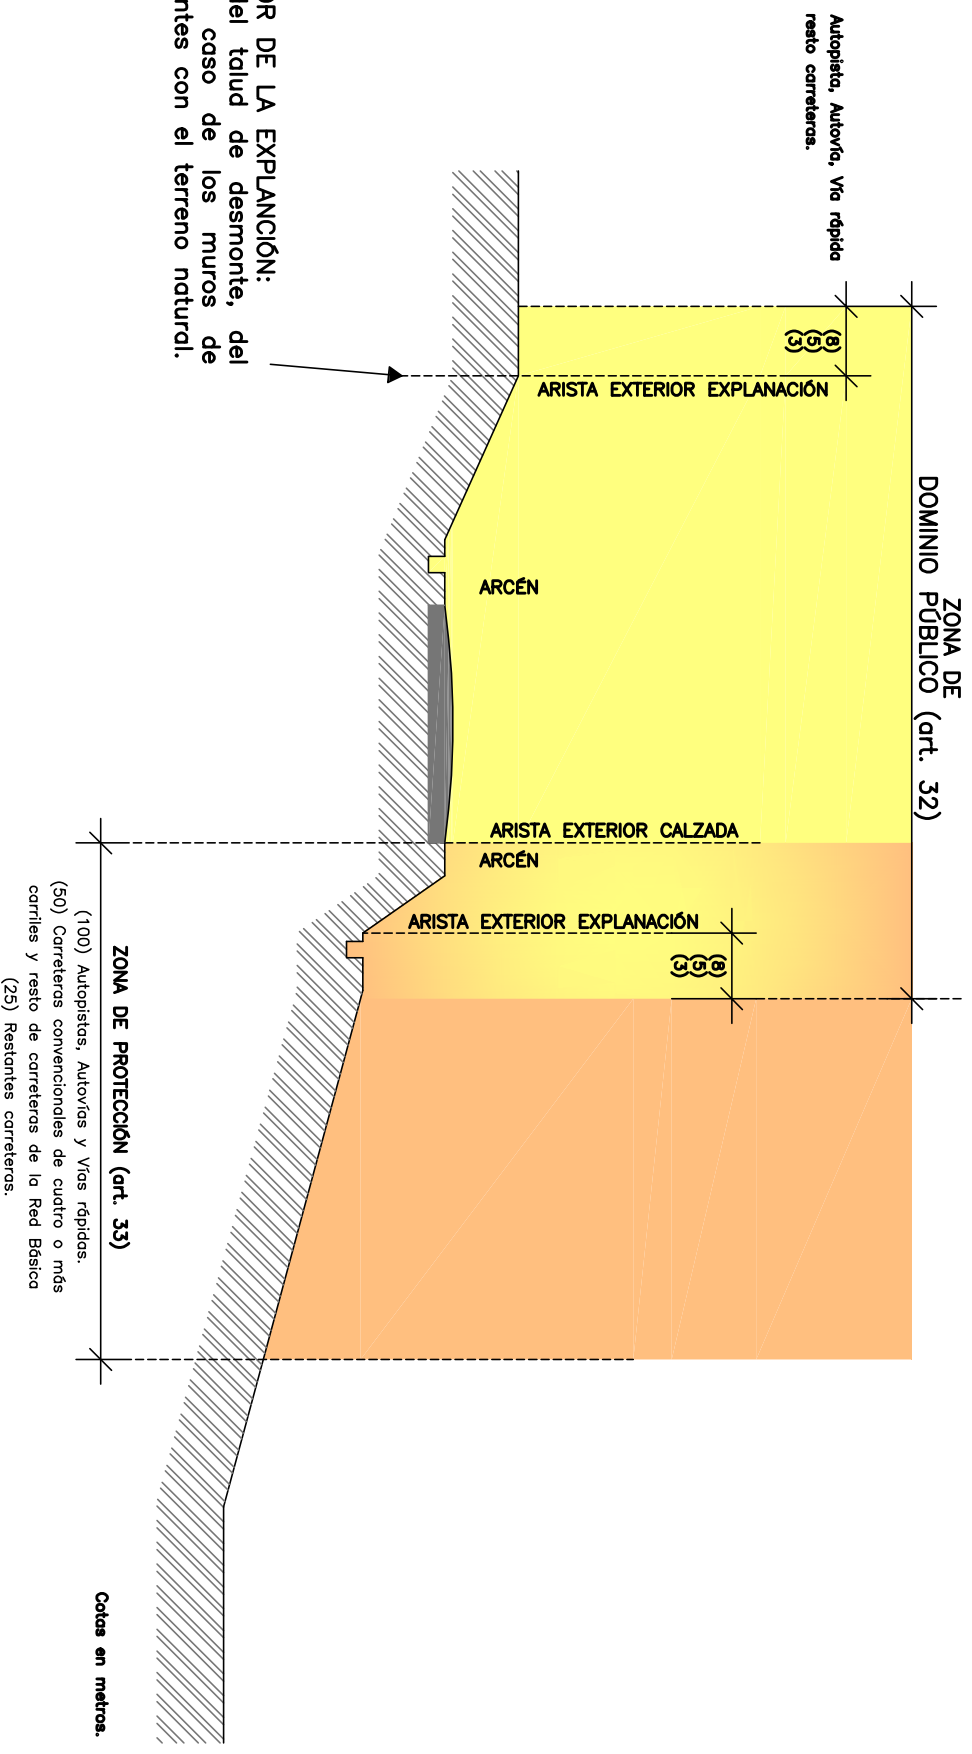 Autopista, Autovía, Vía rápida
resto carreteras.
ZONA DE
DOMINIO PÚBLICO (art. 32)
(8)
(5)
(3)
ARISTA EXTERIOR EXPLANACIÓN
ARCÉN
ARISTA EXTERIOR CALZADA
ARCÉN
ARISTA EXTERIOR EXPLANACIÓN
(8)
(5)
(3)
DE LA EXPLANCIÓN:
talud de desmonte, del
caso de los muros de
con el terreno natural.
ZONA DE PROTECCIÓN (art. 33)
(100) Autopistas, Autovías y Vías rápidas.
(50) Carreteras convencionales de cuatro o más
carriles y resto de carreteras de la Red Básica
(25) Restantes carreteras.
Cotas en metros.